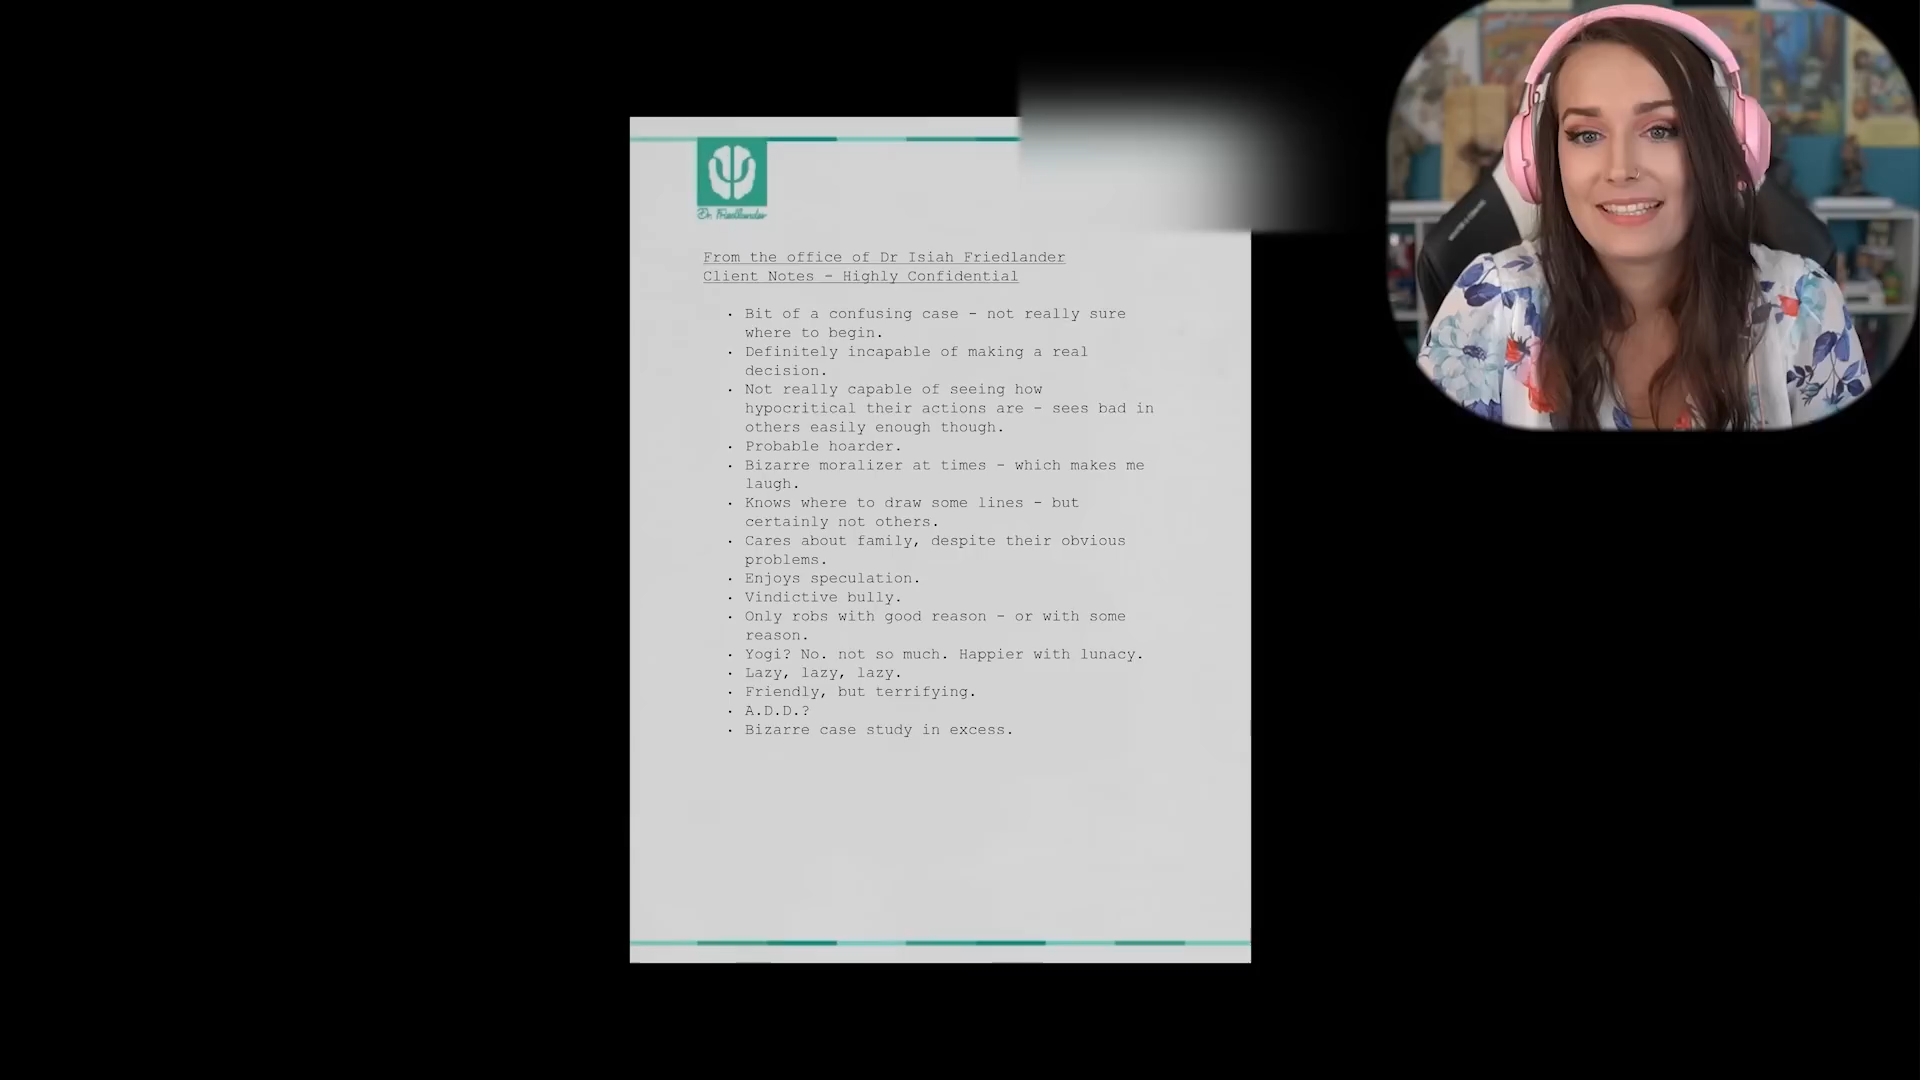 Dr. Friedlander
From the office of Dr Isiah Friedlander
Client Notes - Highly Confidential
• Bit of a confusing case - not really sure
where to begin.
• Definitely incapable of making a real
decision.
• Not really capable of seeing how
hypocritical their actions are - sees bad in
others easily enough though.
• Probable hoarder.
• Bizarre moralizer at times - which makes me
laugh.
• Knows where to draw some lines - but
certainly not others.
• Cares about family, despite their obvious
problems.
• Enjoys speculation.
• Vindictive bully.
• Only robs with good reason - or with some
reason.
• Yogi? No. not so much. Happier with lunacy.
• Lazy, lazy, lazy.
• Friendly, but terrifying.
• A.D.D.?
• Bizarre case study in excess.